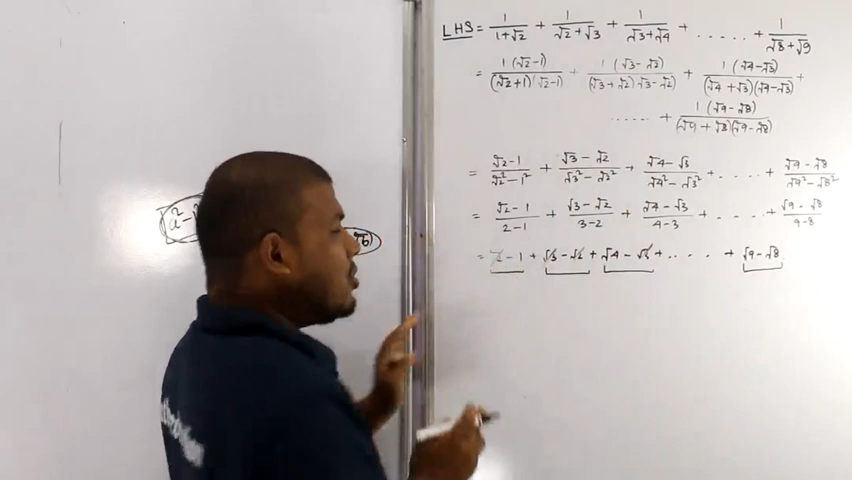 LHS = 1/(1+√2) + 1/(√2+√3) + 1/(√3+√4) + ...... + 1/(√8+√9)
= 1(√2-1)/((√2+1)(√2-1)) + 1(√3-√2)/((√3+√2)(√3-√2)) + 1(√4-√3)/((√4+√3)(√4-√3)) +
...... + 1(√9-√8)/((√9+√8)(√9-√8))
= (√2-1)/(√2²-1²) + (√3-√2)/(√3²-√2²) + (√4-√3)/(√4²-√3²) + ..... + (√9-√8)/(√9²-√8²)
= (√2-1)/(2-1) + (√3-√2)/(3-2) + (√4-√3)/(4-3) + .... + (√9-√8)/(9-8)
= √2-1 + √3-√2 + √4-√3 + .... + √9-√8